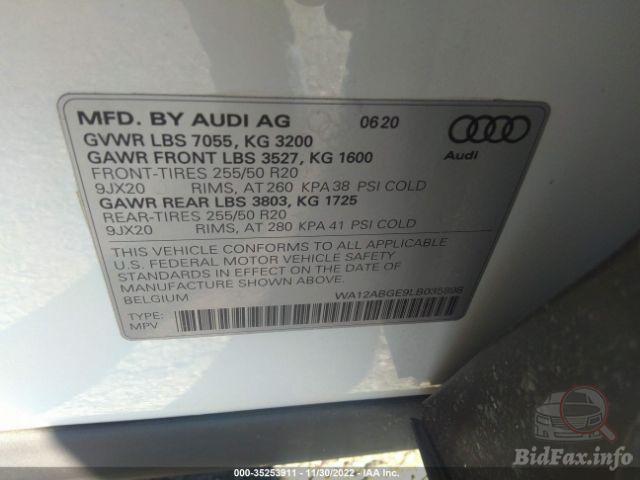 MFD. BY AUDI AG 06 20
GVWR LBS 7055, KG 3200
GAWR FRONT LBS 3527, KG 1600
FRONT-TIRES 255/50 R20
9JX20 RIMS, AT 260 KPA 38 PSI COLD
GAWR REAR LBS 3803, KG 1725
REAR-TIRES 255/50 R20
9JX20 RIMS, AT 280 KPA 41 PSI COLD
Audi
THIS VEHICLE CONFORMS TO ALL APPLICABLE
U.S. FEDERAL MOTOR VEHICLE SAFETY
STANDARDS IN EFFECT ON THE DATE OF
MANUFACTURE SHOWN ABOVE.
BELGIUM WA12ABGE9LB035898
TYPE:
MPV
000-35253911 - 11/30/2022 - IAA Inc.
BidFax.info